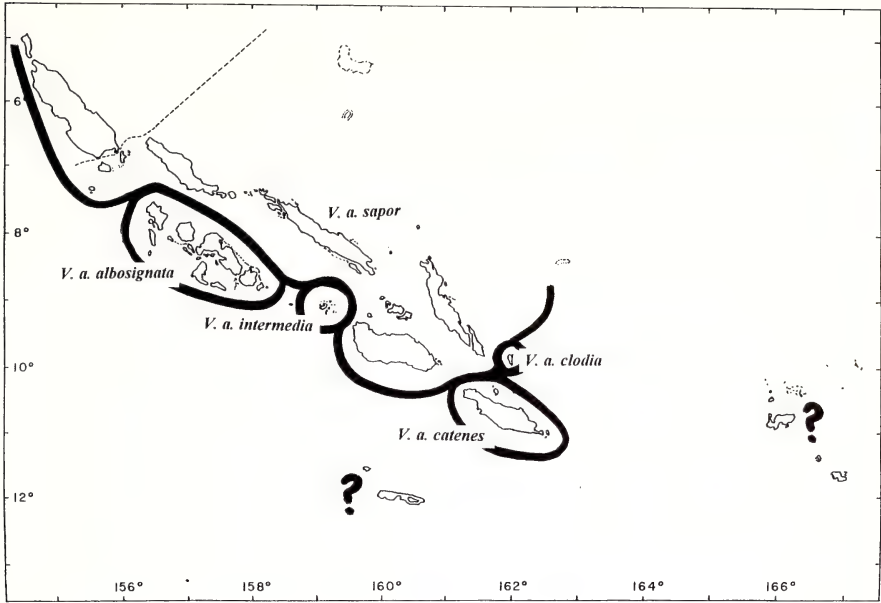 6°
V. a. sapor
8°
V. a. albosignata
V. a. intermedia
10°
V. a. clodia
?
V. a. catenes
?
12°
156° 158° 160° 162° 164° 166°